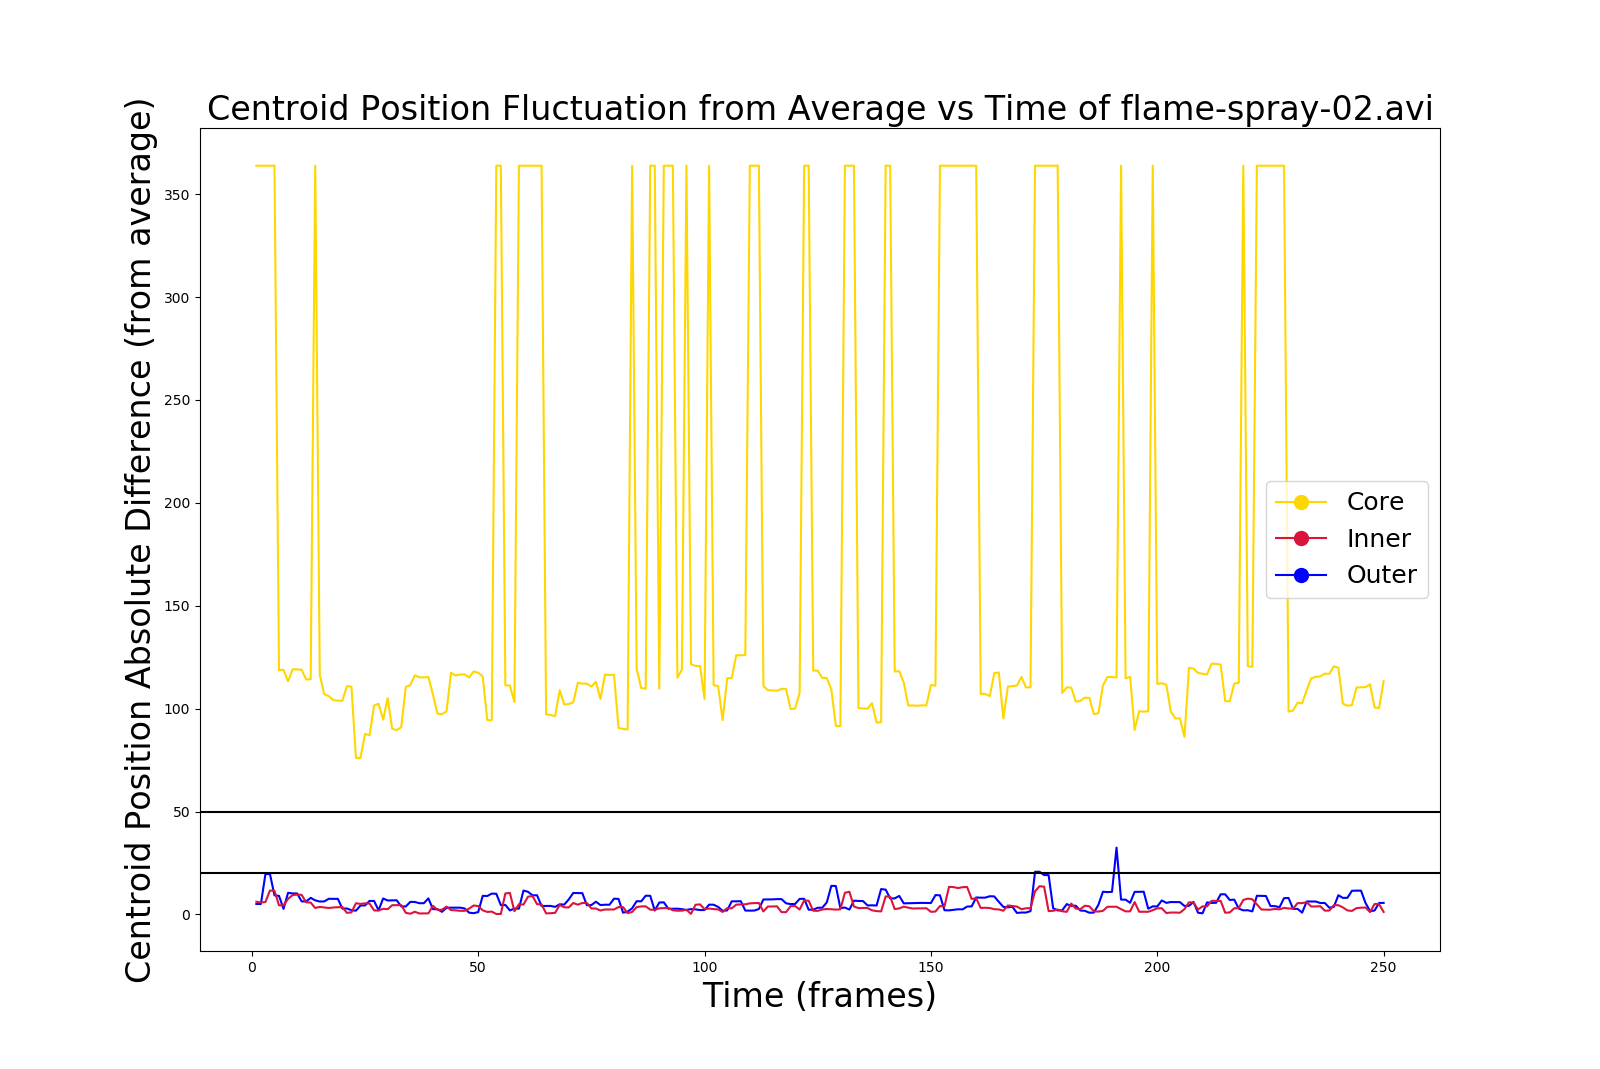 Centroid Position Fluctuation from Average vs Time of flame-spray-02.avi
Centroid Position Absolute Difference (from average)
350
300
250
200
150
100
50
0
Core
Inner
Outer
0 50 100 150 200 250
Time (frames)